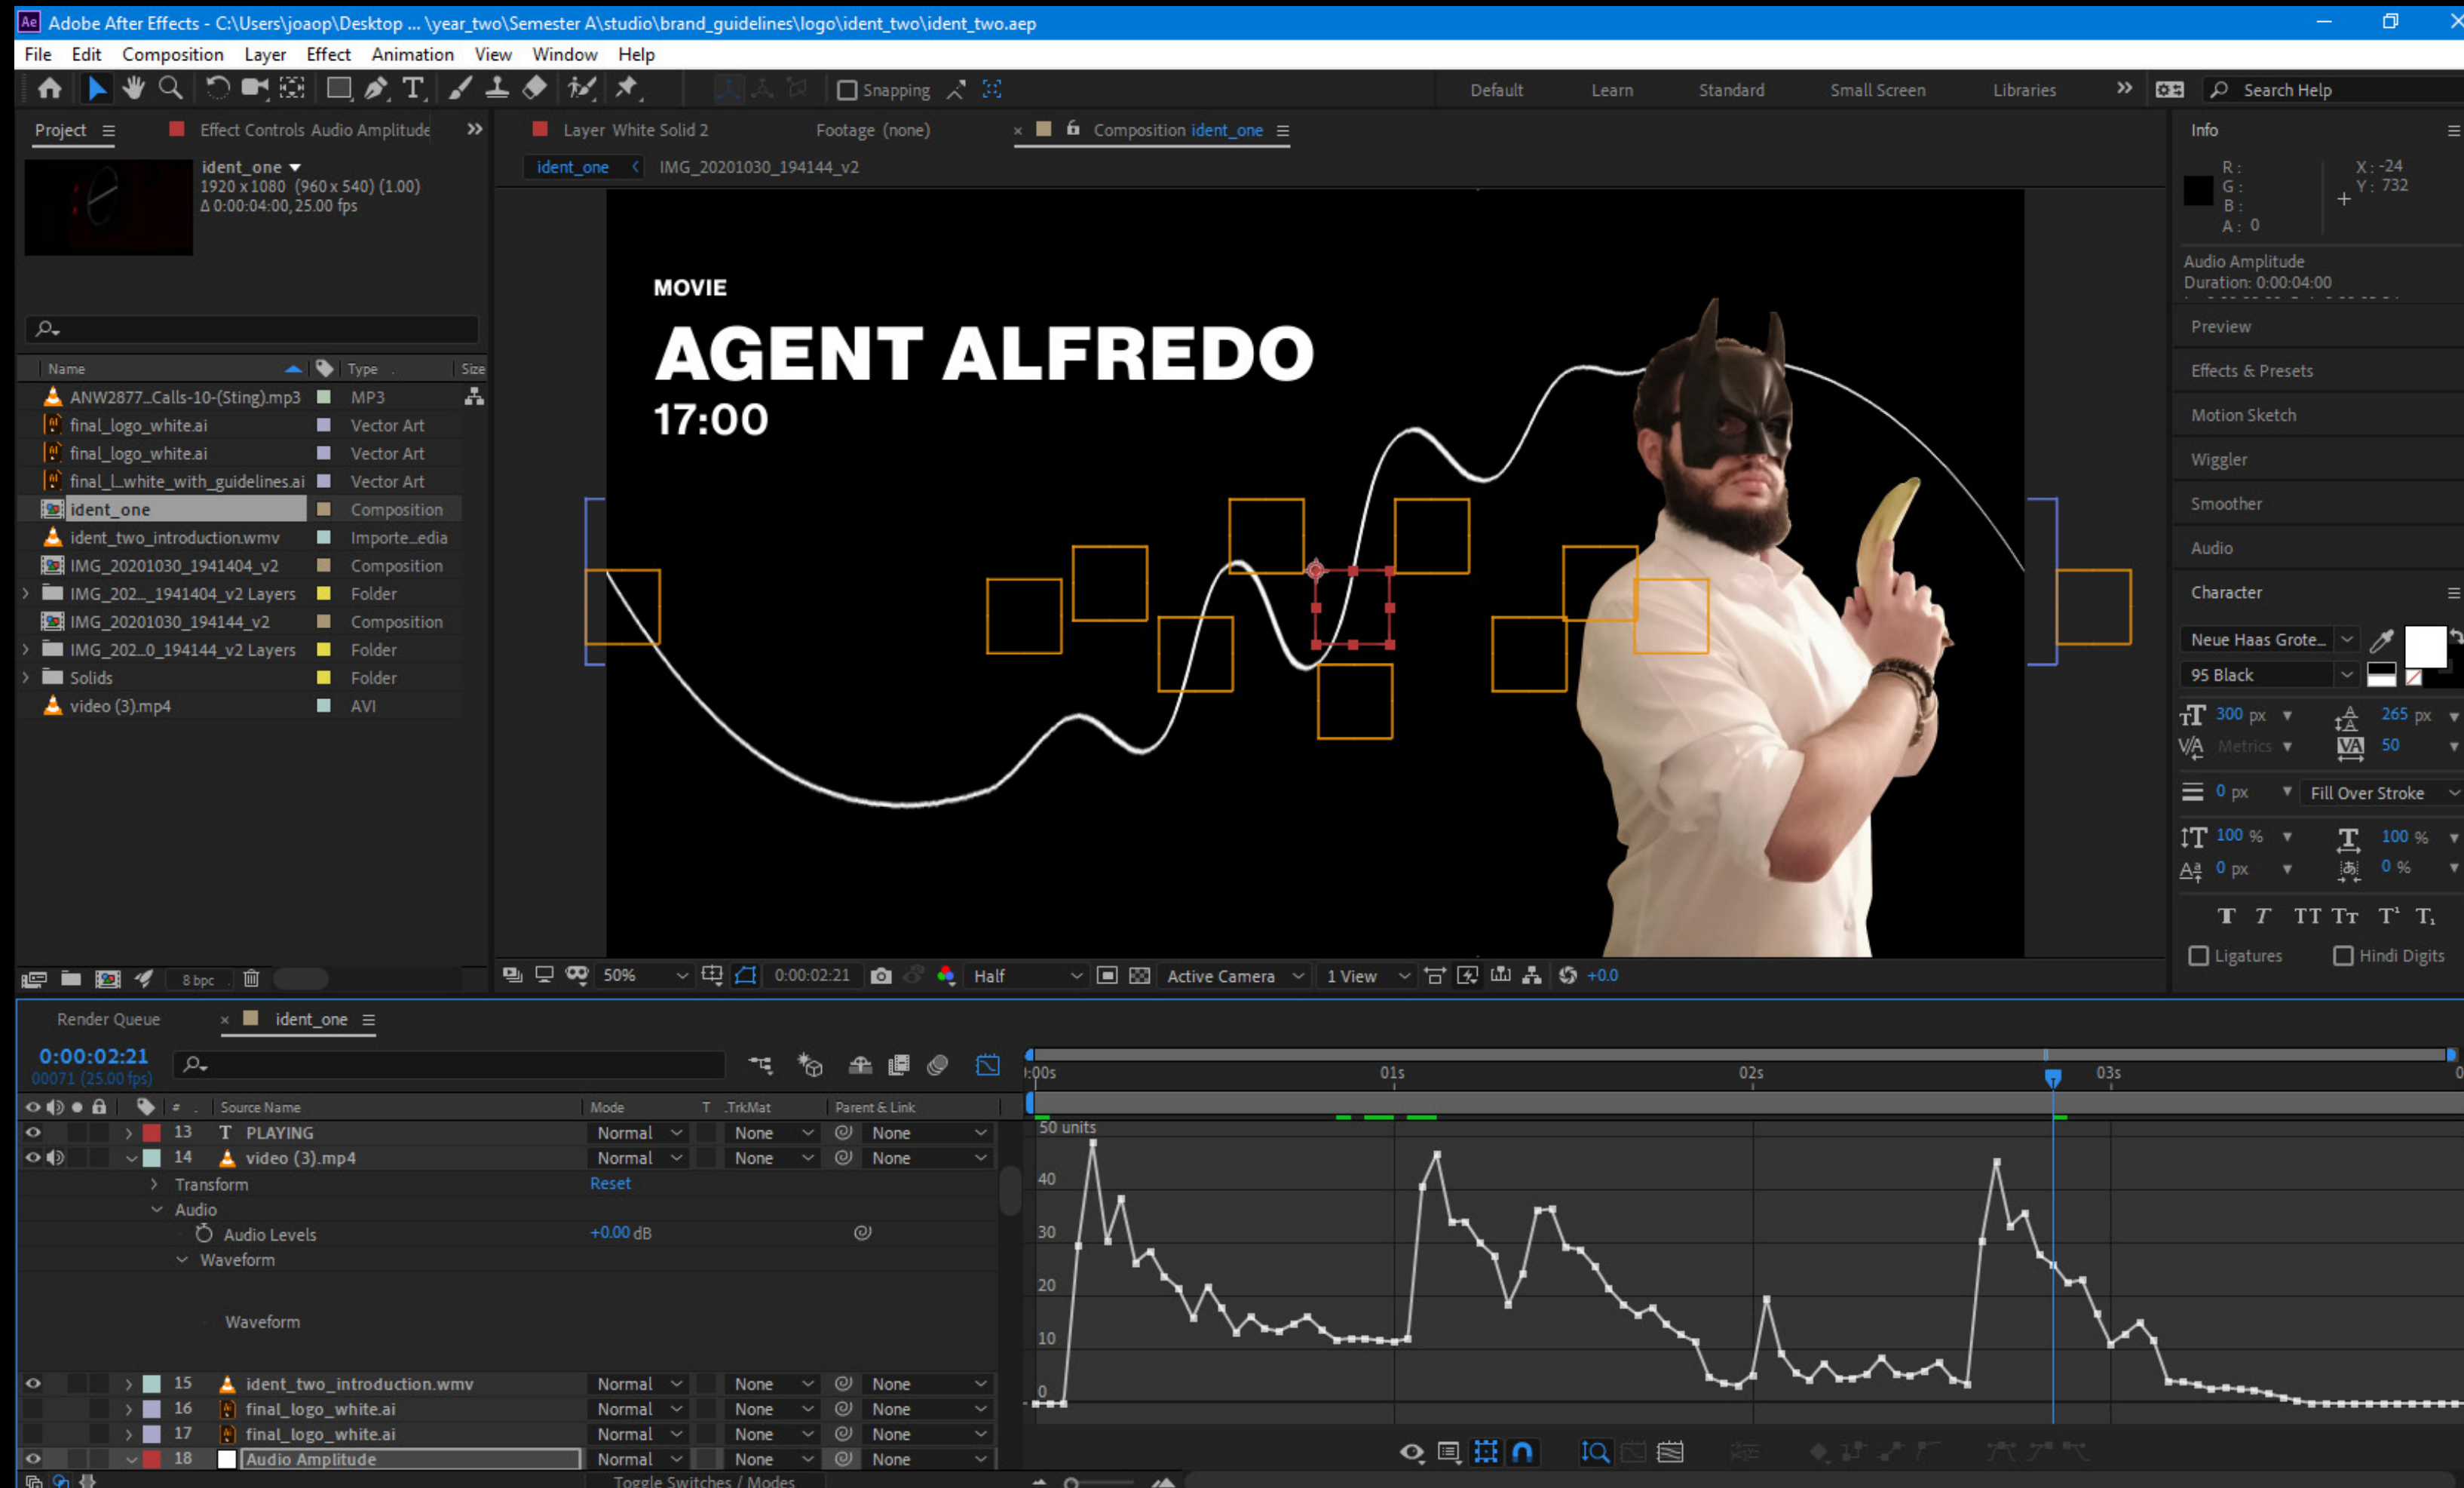 Ae Adobe After Effects - C:\Users\joaop\Desktop ... \year_two\Semester A\studio\brand_guidelines\logo\ident_two\ident_two.aep
File Edit Composition Layer Effect Animation View Window Help
Snapping Default Learn Standard Small Screen Libraries Search Help
Project Effect Controls Audio Amplitude Layer White Solid 2 Footage (none) Composition ident_one Info
ident_one
1920 x 1080 (960 x 540) (1.00)
Δ 0:00:04:00, 25.00 fps
ident_one IMG_20201030_194144_v2
R :
G :
B :
A : 0
X : -24
Y : 732
Audio Amplitude
Duration: 0:00:04:00
Preview
Effects & Presets
Motion Sketch
Wiggler
Smoother
Audio
Character
Neue Haas Grote...
95 Black
300 px 265 px
Metrics 50
0 px Fill Over Stroke
100 % 100 %
0 px 0 %
T T TT Tт T¹ T₁
Ligatures Hindi Digits
Name Type Size
ANW2877_Calls-10-(Sting).mp3 MP3
final_logo_white.ai Vector Art
final_logo_white.ai Vector Art
final_l...white_with_guidelines.ai Vector Art
ident_one Composition
ident_two_introduction.wmv Importe...edia
IMG_20201030_1941404_v2 Composition
IMG_202..._1941404_v2 Layers Folder
IMG_20201030_194144_v2 Composition
IMG_202...0_194144_v2 Layers Folder
Solids Folder
video (3).mp4 AVI
MOVIE
AGENT ALFREDO
17:00
8 bpc
50% 0:00:02:21 Half Active Camera 1 View +0.0
Render Queue ident_one
0:00:02:21
00071 (25.00 fps)
:00s 01s 02s 03s
# Source Name Mode T .TrkMat Parent & Link
13 T PLAYING Normal None None
14 video (3).mp4 Normal None None
Transform Reset
Audio
Audio Levels +0.00 dB
Waveform
Waveform
15 ident_two_introduction.wmv Normal None None
16 final_logo_white.ai Normal None None
17 final_logo_white.ai Normal None None
18 Audio Amplitude Normal None None
Toggle Switches / Modes
50 units
40
30
20
10
0